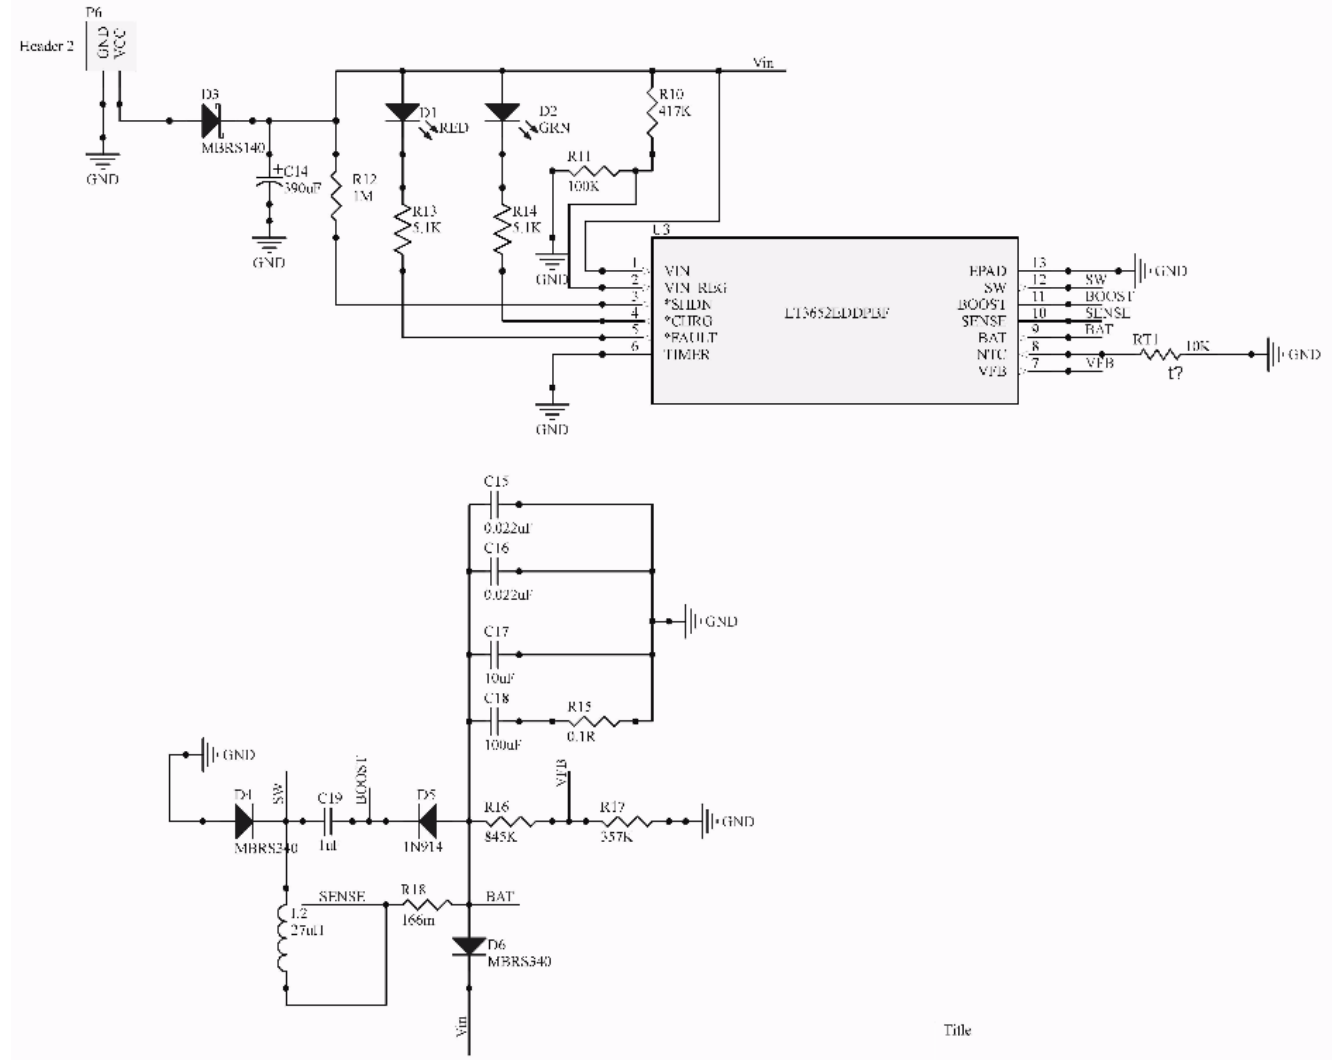 P6
Header 2
GND
VCC
Vin
D3
MBRS140
GND
C14
390uF
GND
R12
1M
D1
RED
D2
GRN
R10
417K
R11
100K
R13
5.1K
R14
5.1K
GND
U3
1 VIN
2 VIN_REG
3 *SHDN
4 *CHRG
5 *FAULT
6 TIMER
LT3652EDDPBF
EPAD 13
SW 12
BOOST 11
SENSE 10
BAT 9
NTC 8
VFB 7
GND
SW
BOOST
SENSE
BAT
VFB
RT1
10K
t?
GND
GND
C15
0.022uF
C16
0.022uF
GND
C17
10uF
C18
100uF
R15
0.1R
GND
SW
BOOST
VFB
D4
MBRS340
C19
1uf
D5
1N914
R16
845K
R17
357K
GND
SENSE
R18
166m
BAT
L2
27uH
D6
MBRS340
Vin
Title